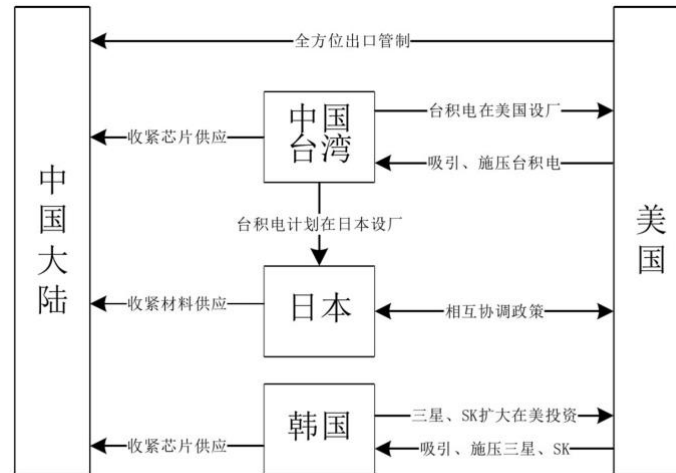 全方位出口管制
中国
台湾
台积电在美国设厂
收紧芯片供应
吸引、施压台积电
中国大陆
美国
台积电计划在日本设厂
日本
收紧材料供应
相互协调政策
韩国
三星、SK扩大在美投资
收紧芯片供应
吸引、施压三星、SK